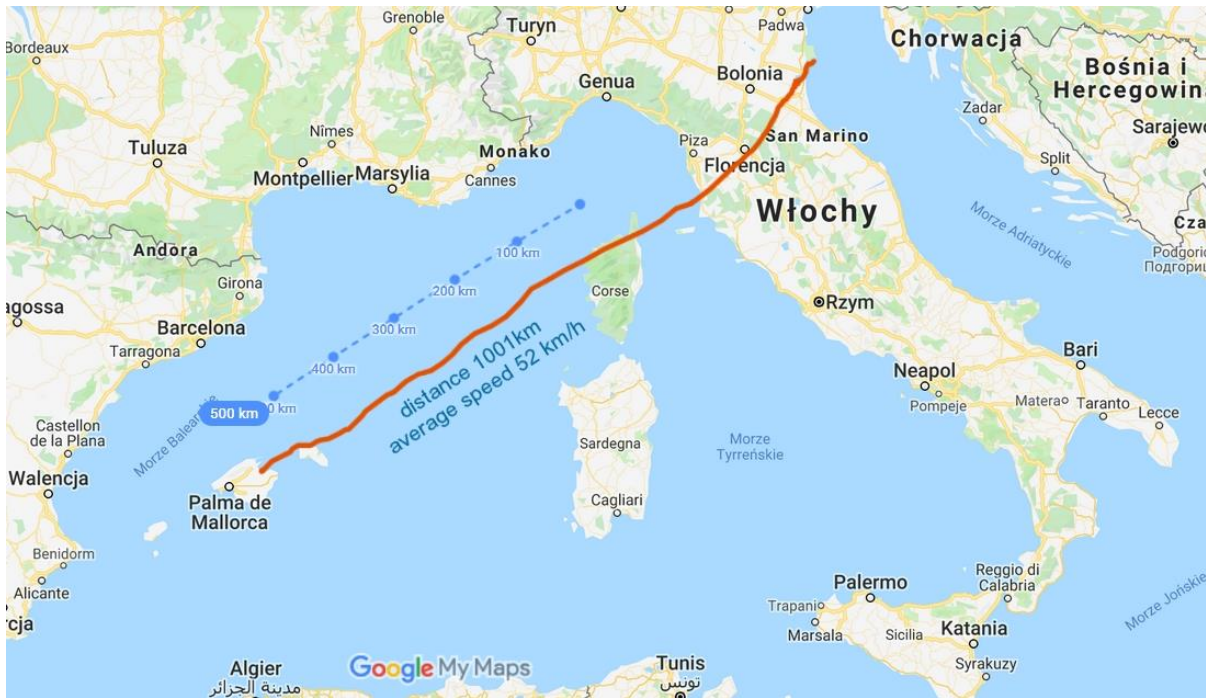 Grenoble
Bordeaux
Turyn
Padwa
Chorwacja
Genua
Bolonia
Bośnia i
Hercegowina
Nîmes
Zadar
Tuluza
Monako
Piza
San Marino
Sarajewo
Montpellier
Marsylia
Cannes
Florencja
Split
Włochy
Morze Adriatyckie
Andora
100 km
Girona
200 km
Corse
Podgorica
Подгорица
Rzym
300 km
Barcelona
Tarragona
400 km
distance 1001km
average speed 52 km/h
Bari
500 km
Neapol
Matera
Pompeje
Taranto
Lecce
Castellon
de la Plana
Morze Balearskie
Sardegna
Morze
Tyrreńskie
Walencja
Palma de
Mallorca
Cagliari
Benidorm
Alicante
Reggio di
Calabria
Palermo
Trapani
Morze Jońskie
Marsala
Sicilia
Katania
Google My Maps
Algier
مدينة الجزائر
Tunis
تونس
Syrakuzy